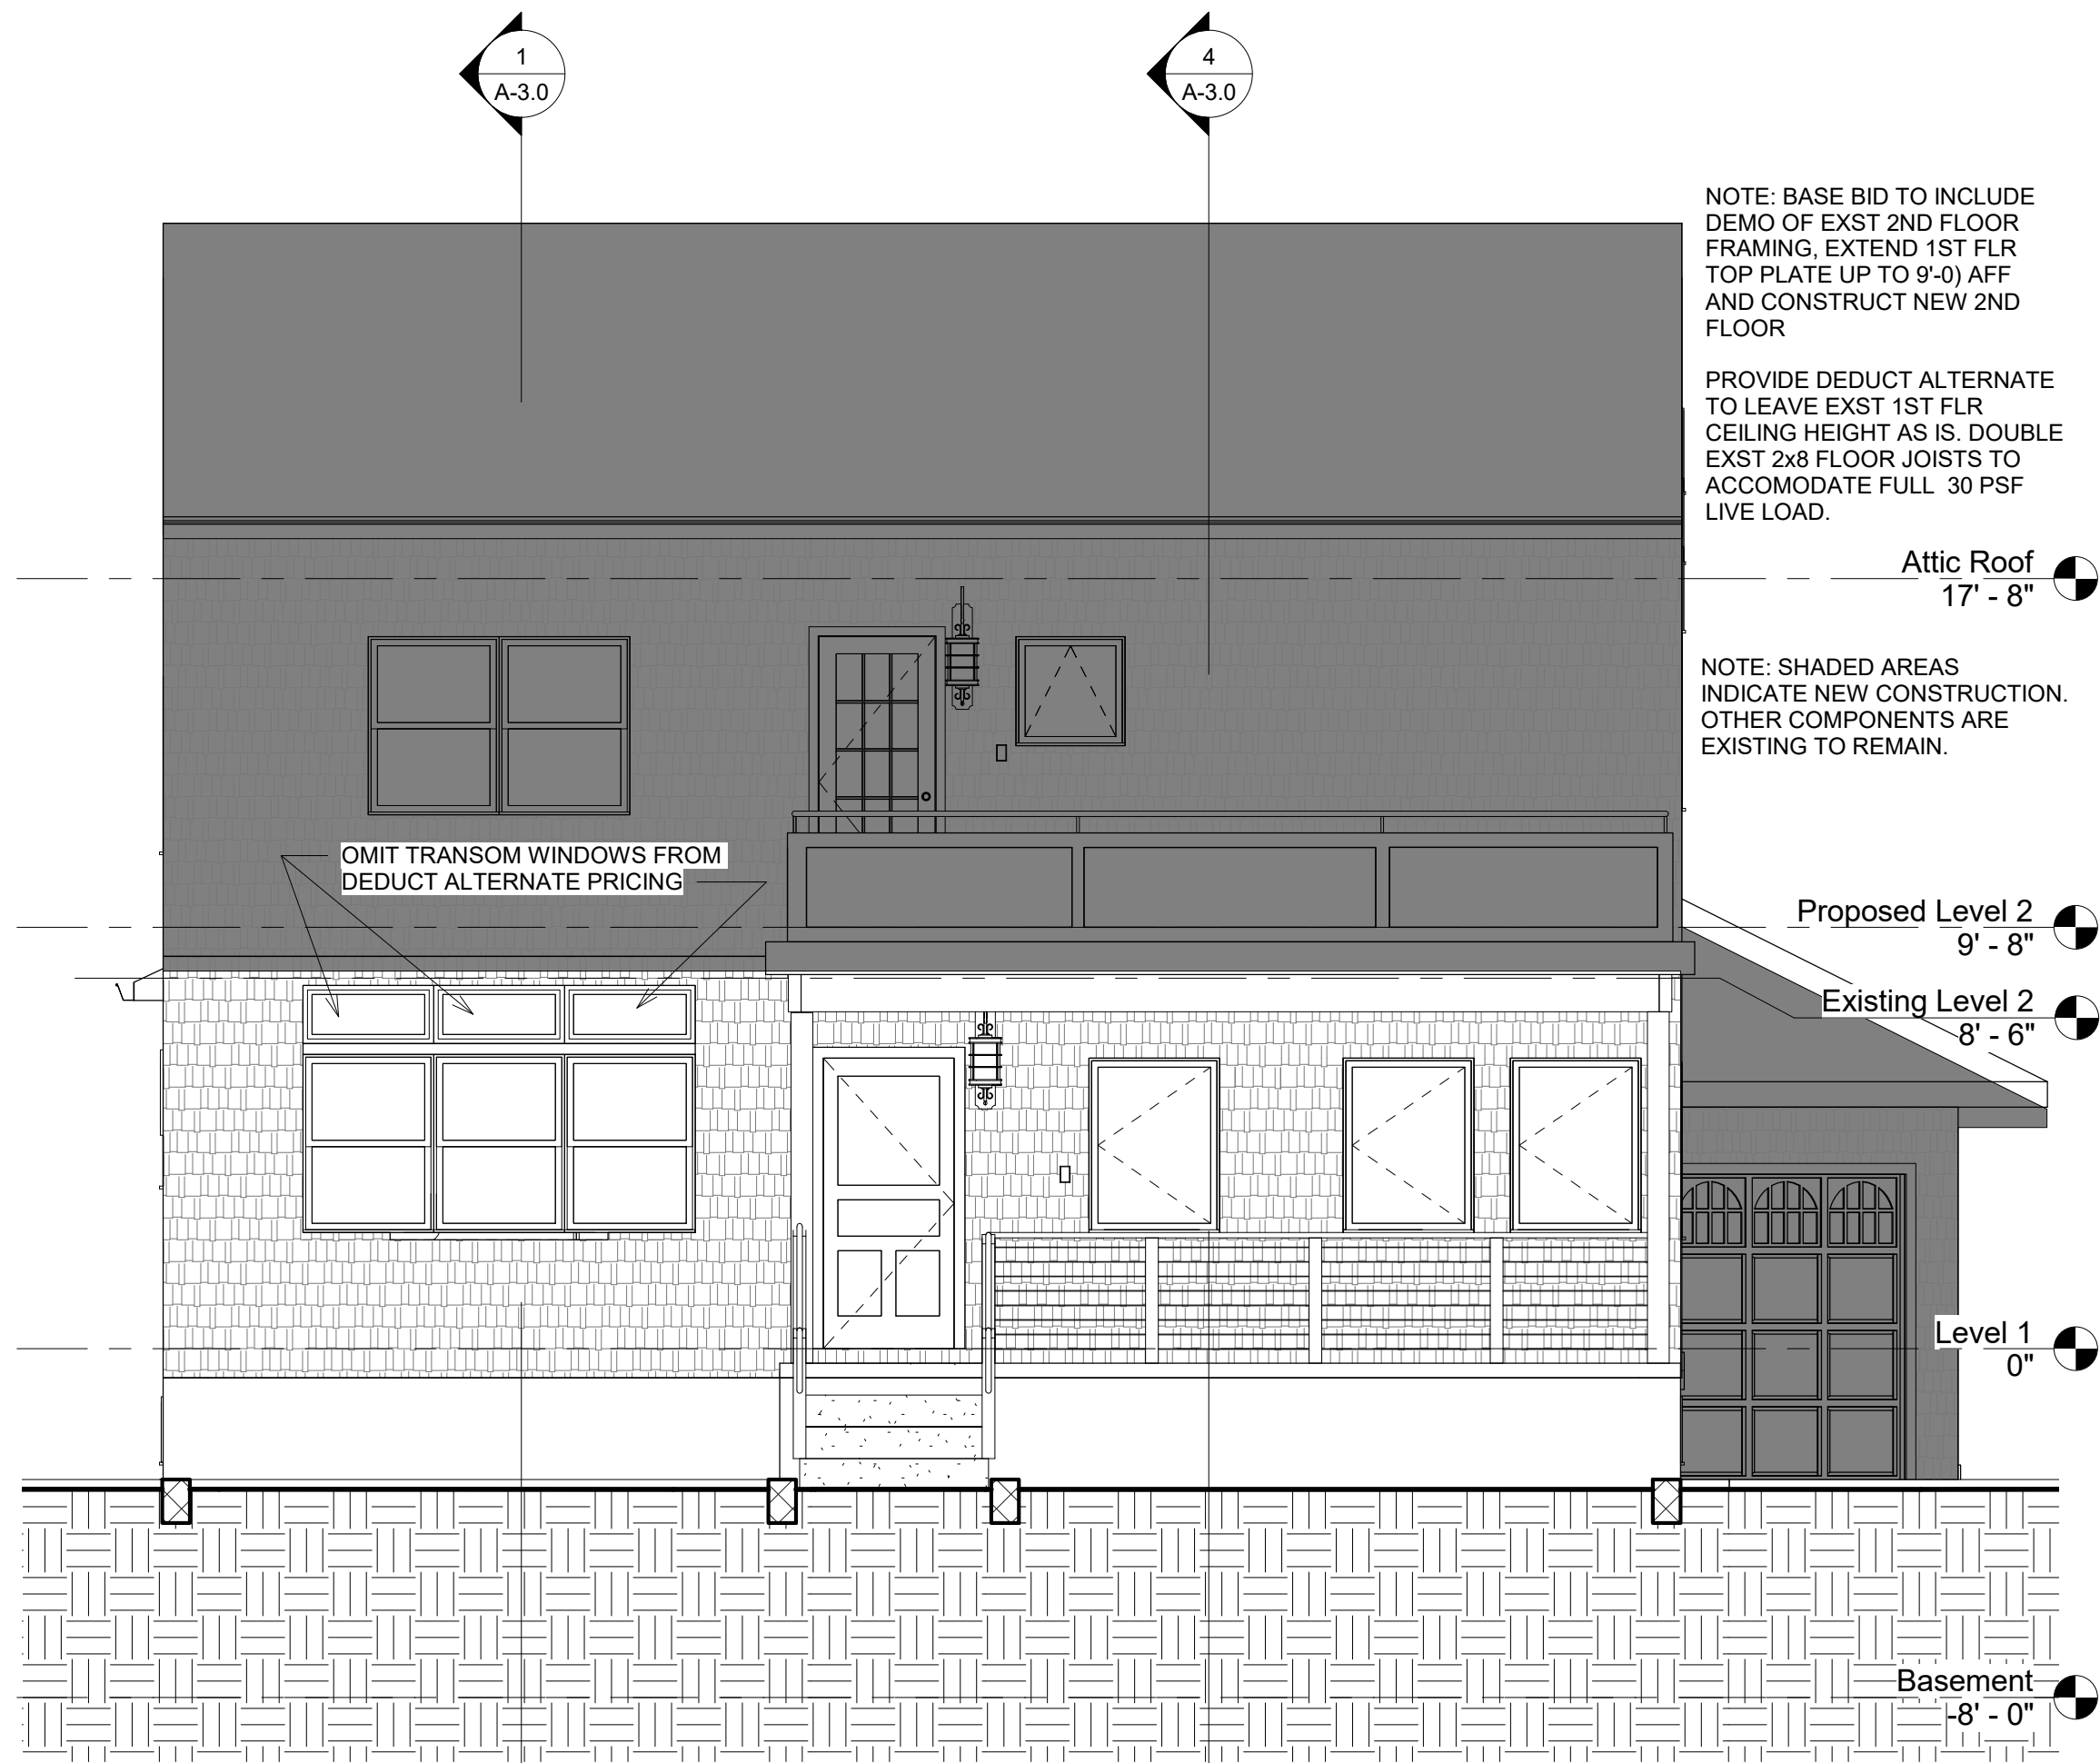 1
A-3.0
4
A-3.0
NOTE: BASE BID TO INCLUDE
DEMO OF EXST 2ND FLOOR
FRAMING, EXTEND 1ST FLR
TOP PLATE UP TO 9'-0) AFF
AND CONSTRUCT NEW 2ND
FLOOR
PROVIDE DEDUCT ALTERNATE
TO LEAVE EXST 1ST FLR
CEILING HEIGHT AS IS. DOUBLE
EXST 2x8 FLOOR JOISTS TO
ACCOMODATE FULL 30 PSF
LIVE LOAD.
Attic Roof
17' - 8"
NOTE: SHADED AREAS
INDICATE NEW CONSTRUCTION.
OTHER COMPONENTS ARE
EXISTING TO REMAIN.
OMIT TRANSOM WINDOWS FROM
DEDUCT ALTERNATE PRICING
Proposed Level 2
9' - 8"
Existing Level 2
8' - 6"
Level 1
0"
Basement
-8' - 0"